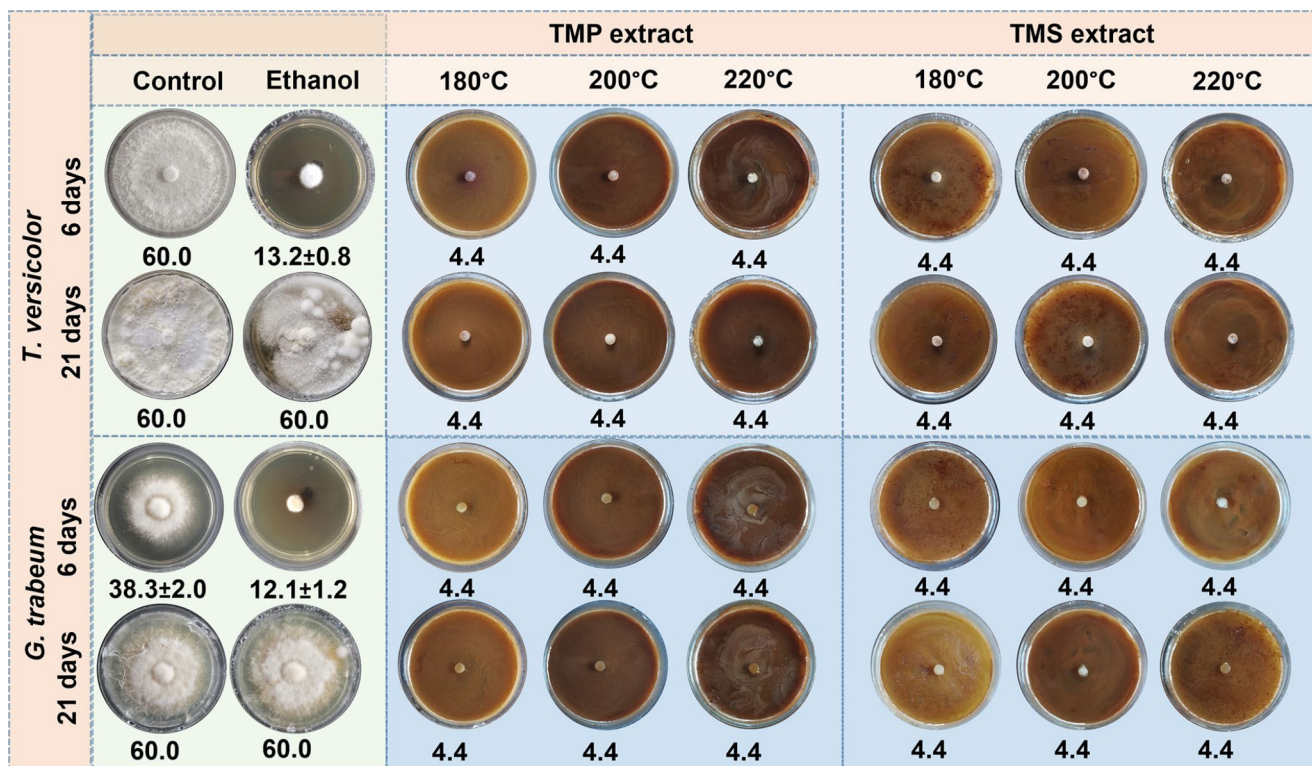 TMP extract TMS extract
Control Ethanol 180°C 200°C 220°C 180°C 200°C 220°C
T. versicolor
6 days
60.0 13.2±0.8 4.4 4.4 4.4 4.4 4.4 4.4
21 days
60.0 60.0 4.4 4.4 4.4 4.4 4.4 4.4
G. trabeum
6 days
38.3±2.0 12.1±1.2 4.4 4.4 4.4 4.4 4.4 4.4
21 days
60.0 60.0 4.4 4.4 4.4 4.4 4.4 4.4